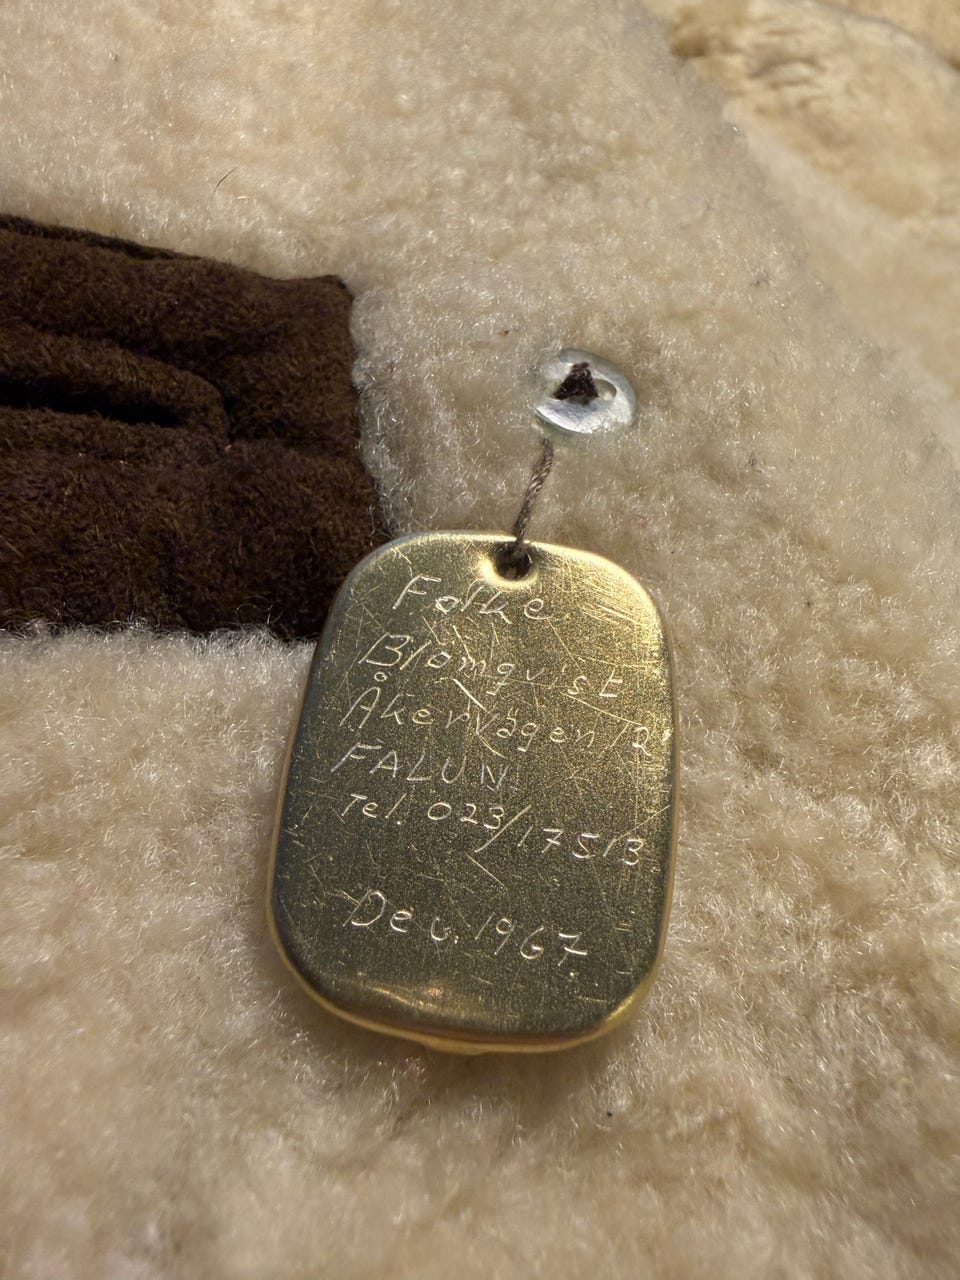 Folke
Blomqvist
Åkervägen 12
FALUN.
Tel. 023/17513
Dec. 1967.